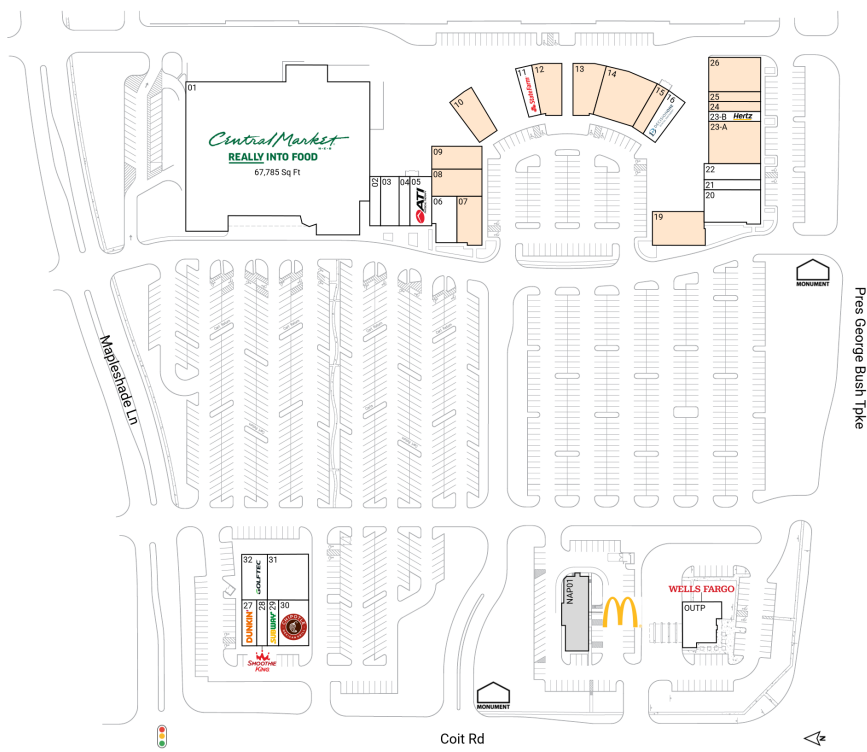 01
Central Market
H-E-B
REALLY INTO FOOD
67,785 Sq Ft
02
03
04
05
ATI
06
07
08
09
10
11
State Farm
12
13
14
15
16
26
25
24
23-B
Hertz
23-A
22
21
20
19
MONUMENT
Pres George Bush Tpke
Mapleshade Ln
32
GOLFTEC
31
27
DUNKIN'
28
29
SUBWAY
30
CHIPOTLE
SMOOTHIE
KING
NAP01
WELLS FARGO
OUTP
MONUMENT
Coit Rd
N